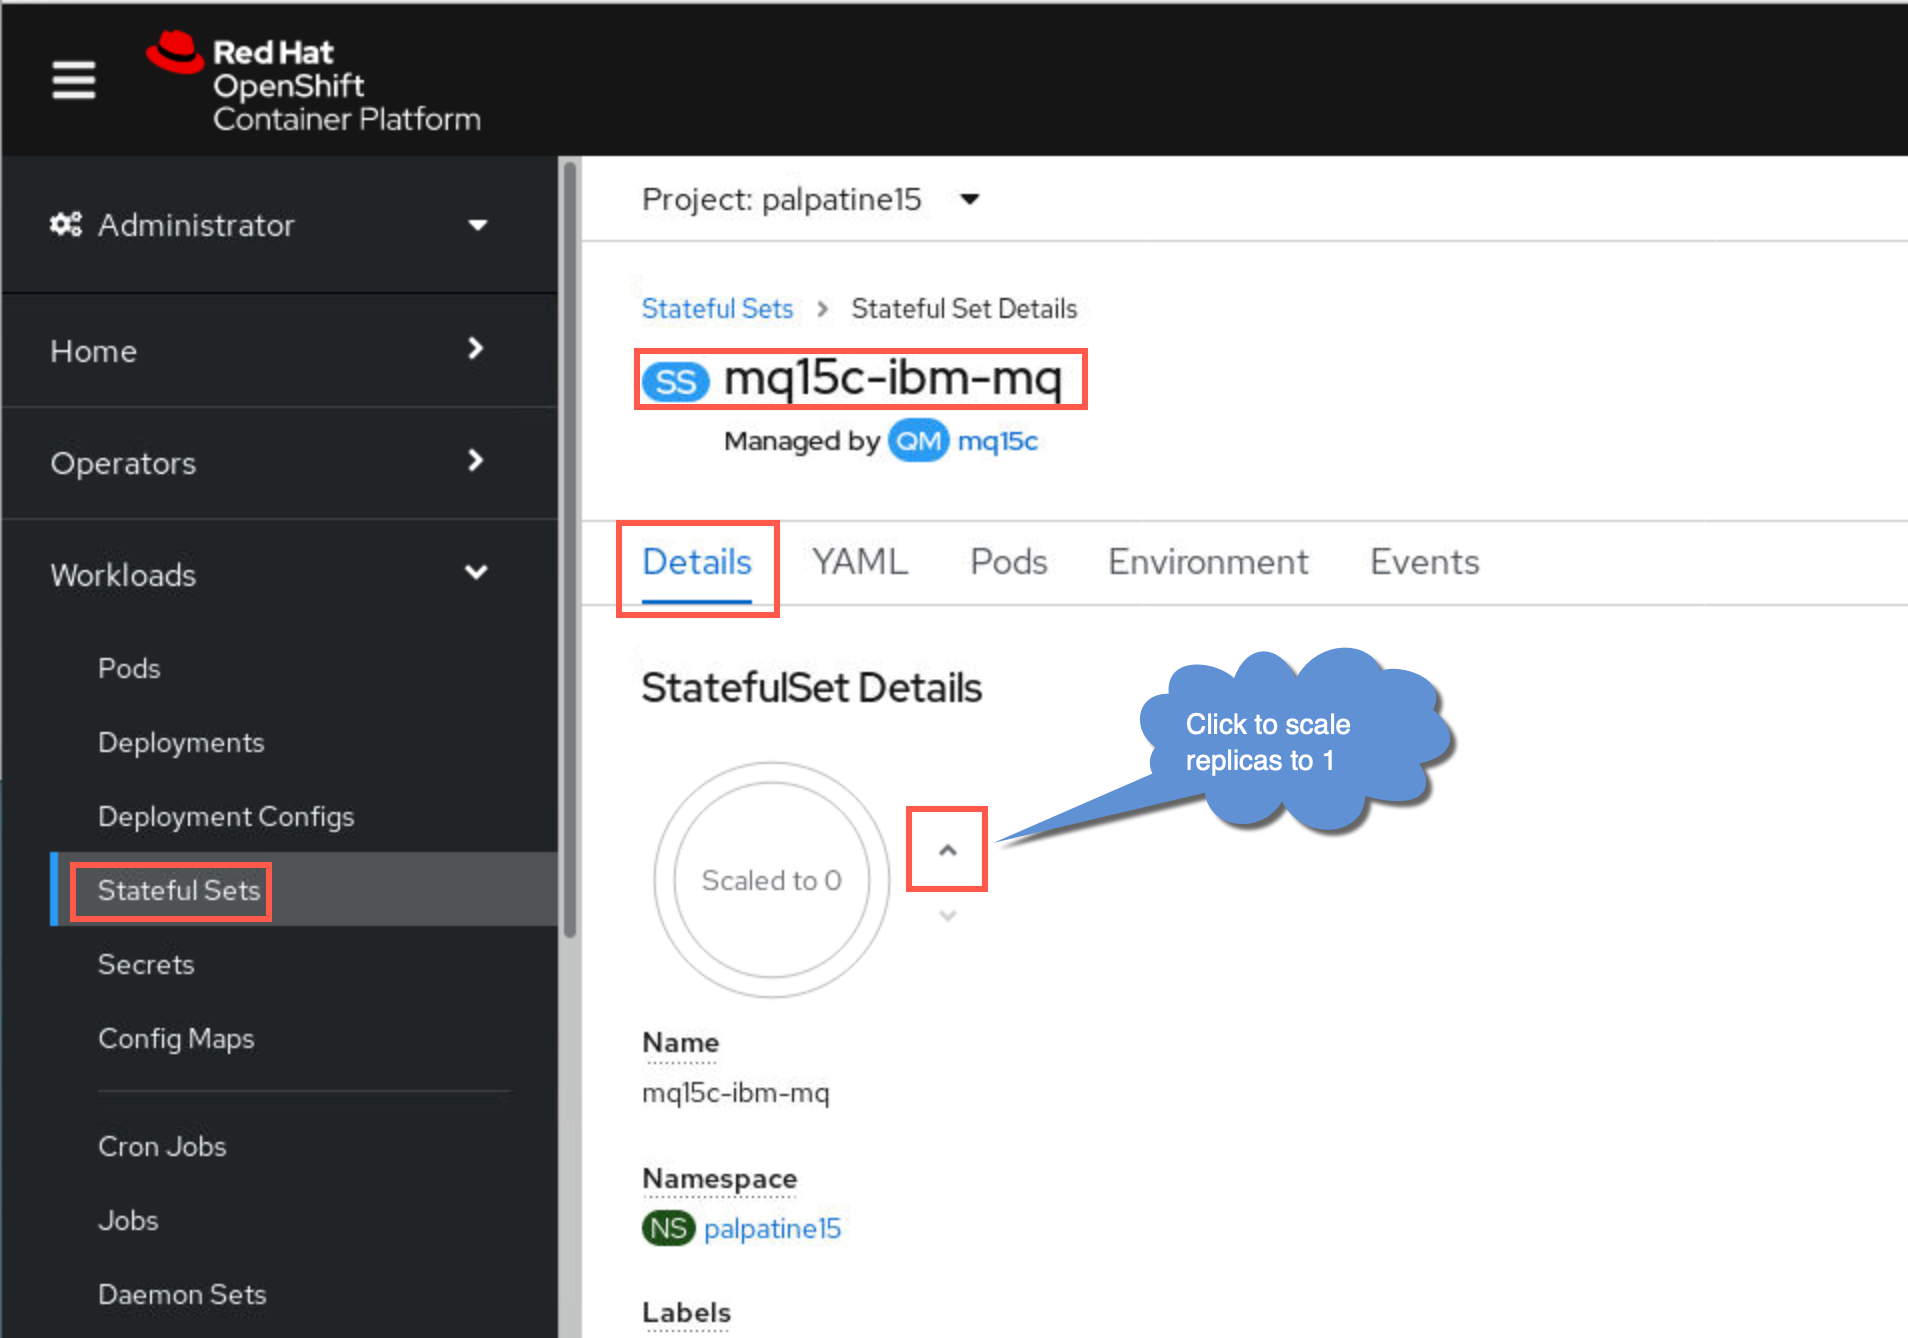 Red Hat
OpenShift
Container Platform
Administrator
Home
Operators
Workloads
Pods
Deployments
Deployment Configs
Stateful Sets
Secrets
Config Maps
Cron Jobs
Jobs
Daemon Sets
Project: palpatine15
Stateful Sets > Stateful Set Details
SS mq15c-ibm-mq
Managed by QM mq15c
Details YAML Pods Environment Events
StatefulSet Details
Click to scale
replicas to 1
Scaled to 0
Name
mq15c-ibm-mq
Namespace
NS palpatine15
Labels